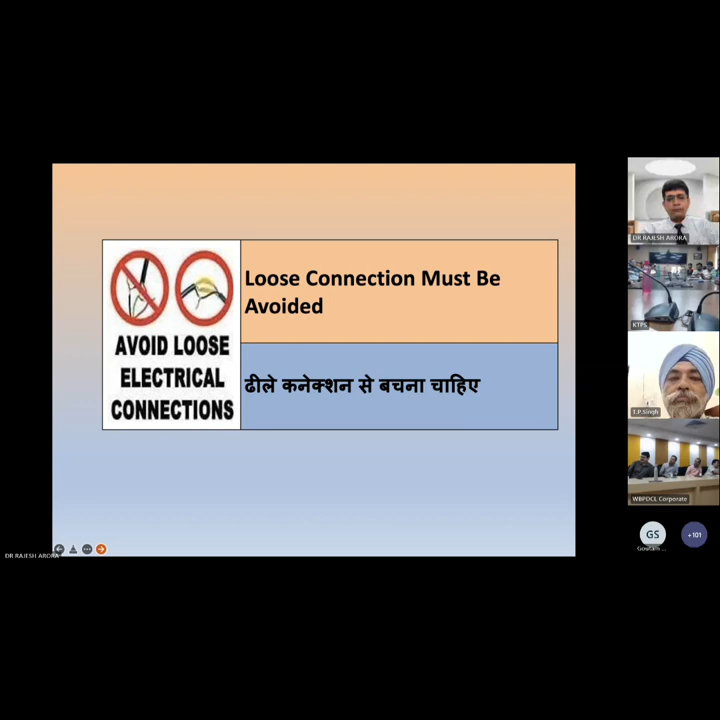 AVOID LOOSE
ELECTRICAL
CONNECTIONS
Loose Connection Must Be
Avoided
ढीले कनेक्शन से बचना चाहिए
DR RAJESH ARORA
KTPS
T.P.Singh
WBPDCL Corporate
GS
+101
DR RAJESH ARORA